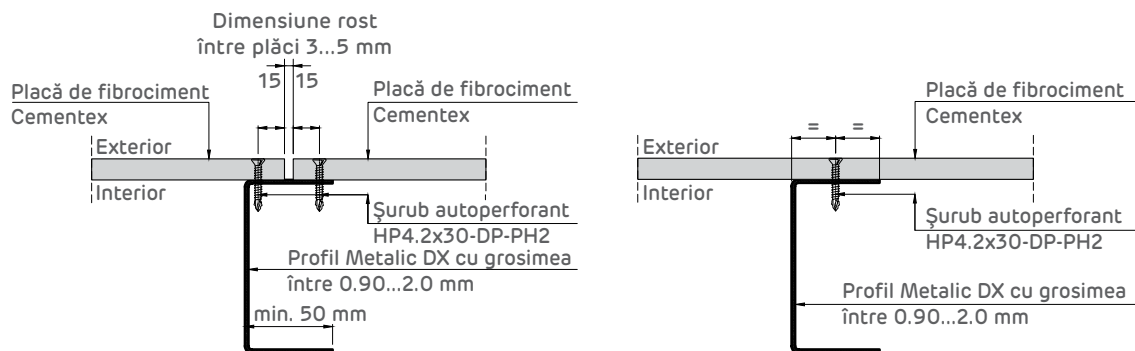 Dimensiune rost
între plăci 3...5 mm
15 15
Placă de fibrociment
Cementex
Placă de fibrociment
Cementex
Exterior
Interior
Șurub autoperforant
HP4.2x30-DP-PH2
Profil Metalic DX cu grosimea
între 0.90...2.0 mm
min. 50 mm
Placă de fibrociment
Cementex
= =
Exterior
Interior
Șurub autoperforant
HP4.2x30-DP-PH2
Profil Metalic DX cu grosimea
între 0.90...2.0 mm